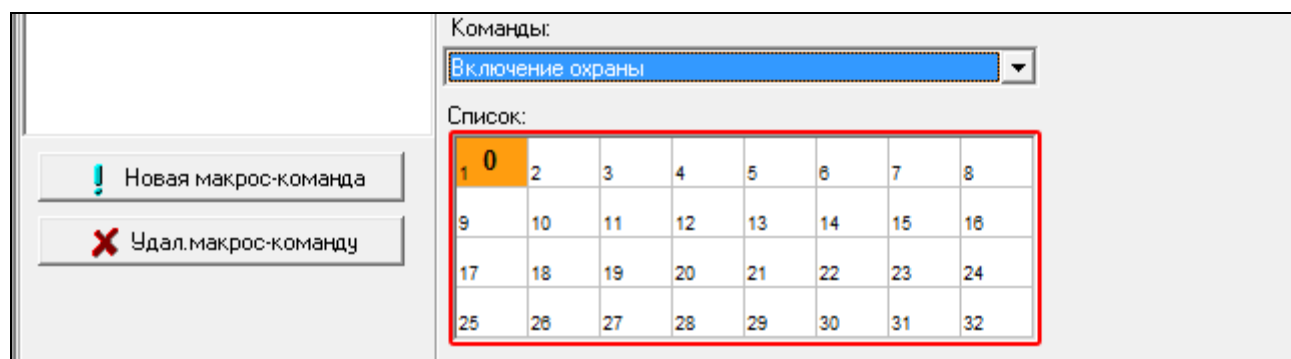 Команды:
Включение охраны
Список:
1 0 2 3 4 5 6 7 8
Новая макрос-команда
9 10 11 12 13 14 15 16
Удал.макрос-команду
17 18 19 20 21 22 23 24
25 26 27 28 29 30 31 32